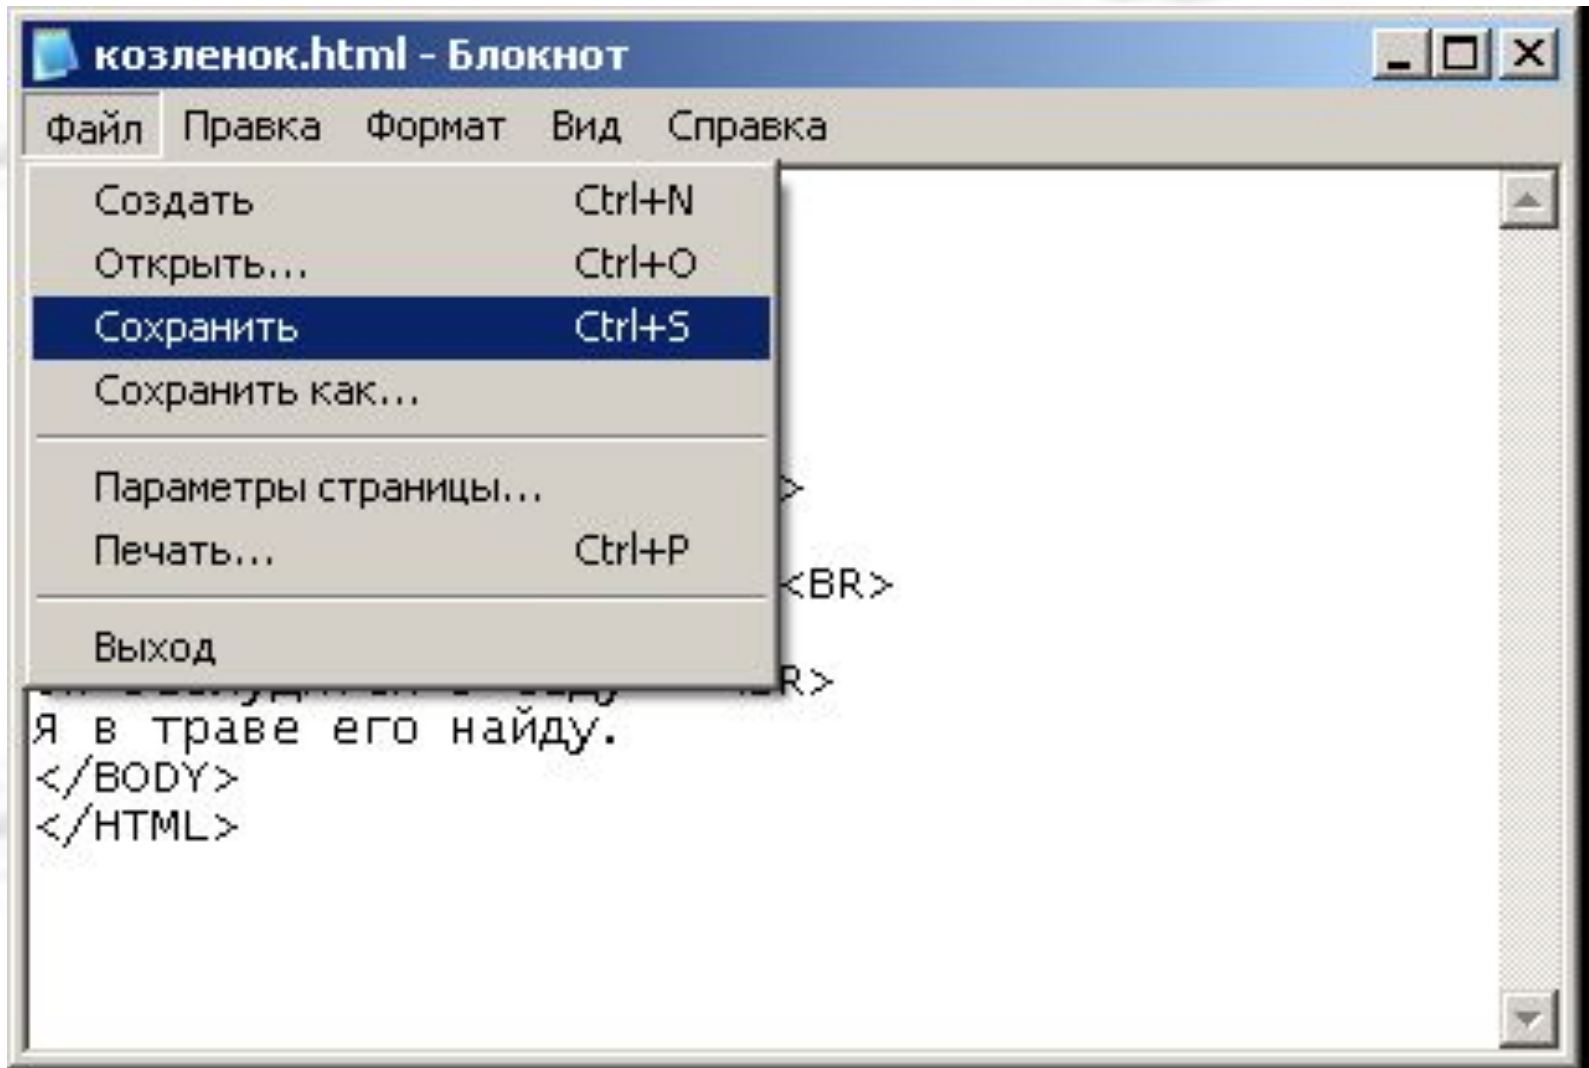 козленок.html - Блокнот
Файл Правка Формат Вид Справка
Создать Ctrl+N
Открыть... Ctrl+O
Сохранить Ctrl+S
Сохранить как...
Параметры страницы...
>
Печать... Ctrl+P
<BR>
Выход
R>
Я в траве его найду.
</BODY>
</HTML>